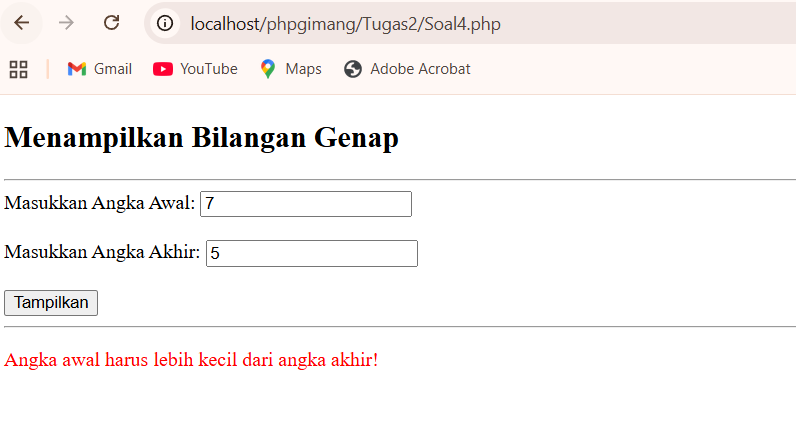 localhost/phpgimang/Tugas2/Soal4.php
Gmail YouTube Maps Adobe Acrobat
Menampilkan Bilangan Genap
Masukkan Angka Awal: 7
Masukkan Angka Akhir: 5
Tampilkan
Angka awal harus lebih kecil dari angka akhir!